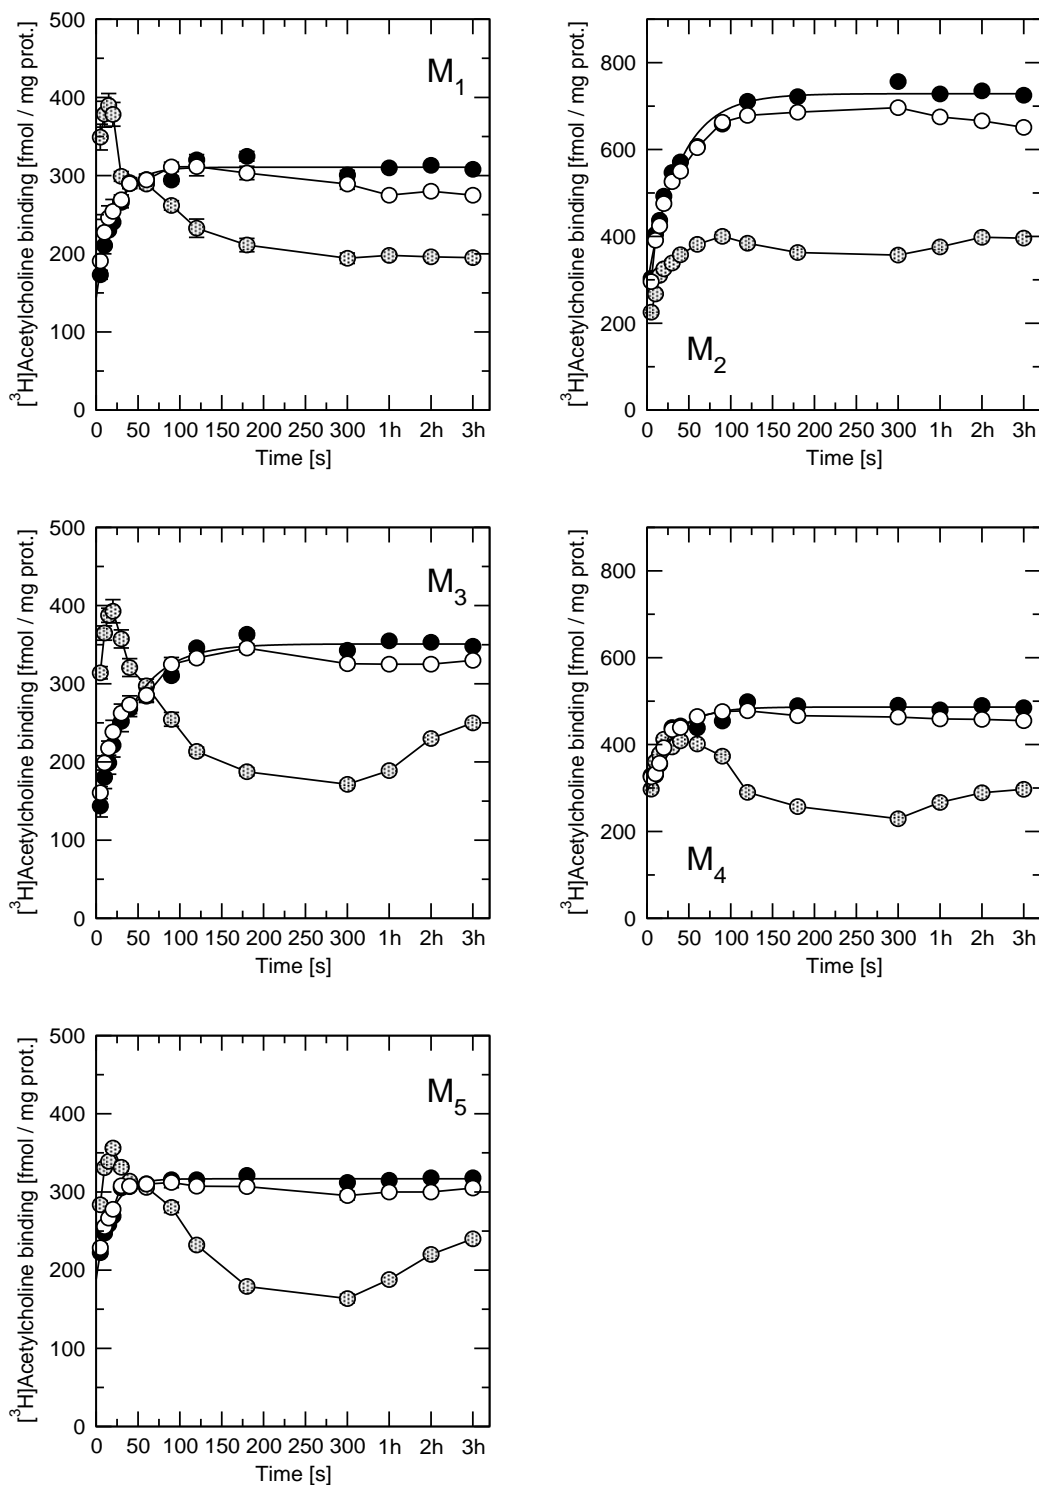 [³H]Acetylcholine binding [fmol / mg prot.]
500
400
300
200
100
0
M₁
0 50 100 150 200 250 300 1h 2h 3h
Time [s]
[³H]Acetylcholine binding [fmol / mg prot.]
800
600
400
200
0
M₂
0 50 100 150 200 250 300 1h 2h 3h
Time [s]
[³H]Acetylcholine binding [fmol / mg prot.]
500
400
300
200
100
0
M₃
0 50 100 150 200 250 300 1h 2h 3h
Time [s]
[³H]Acetylcholine binding [fmol / mg prot.]
800
600
400
200
0
M₄
0 50 100 150 200 250 300 1h 2h 3h
Time [s]
[³H]Acetylcholine binding [fmol / mg prot.]
500
400
300
200
100
0
M₅
0 50 100 150 200 250 300 1h 2h 3h
Time [s]